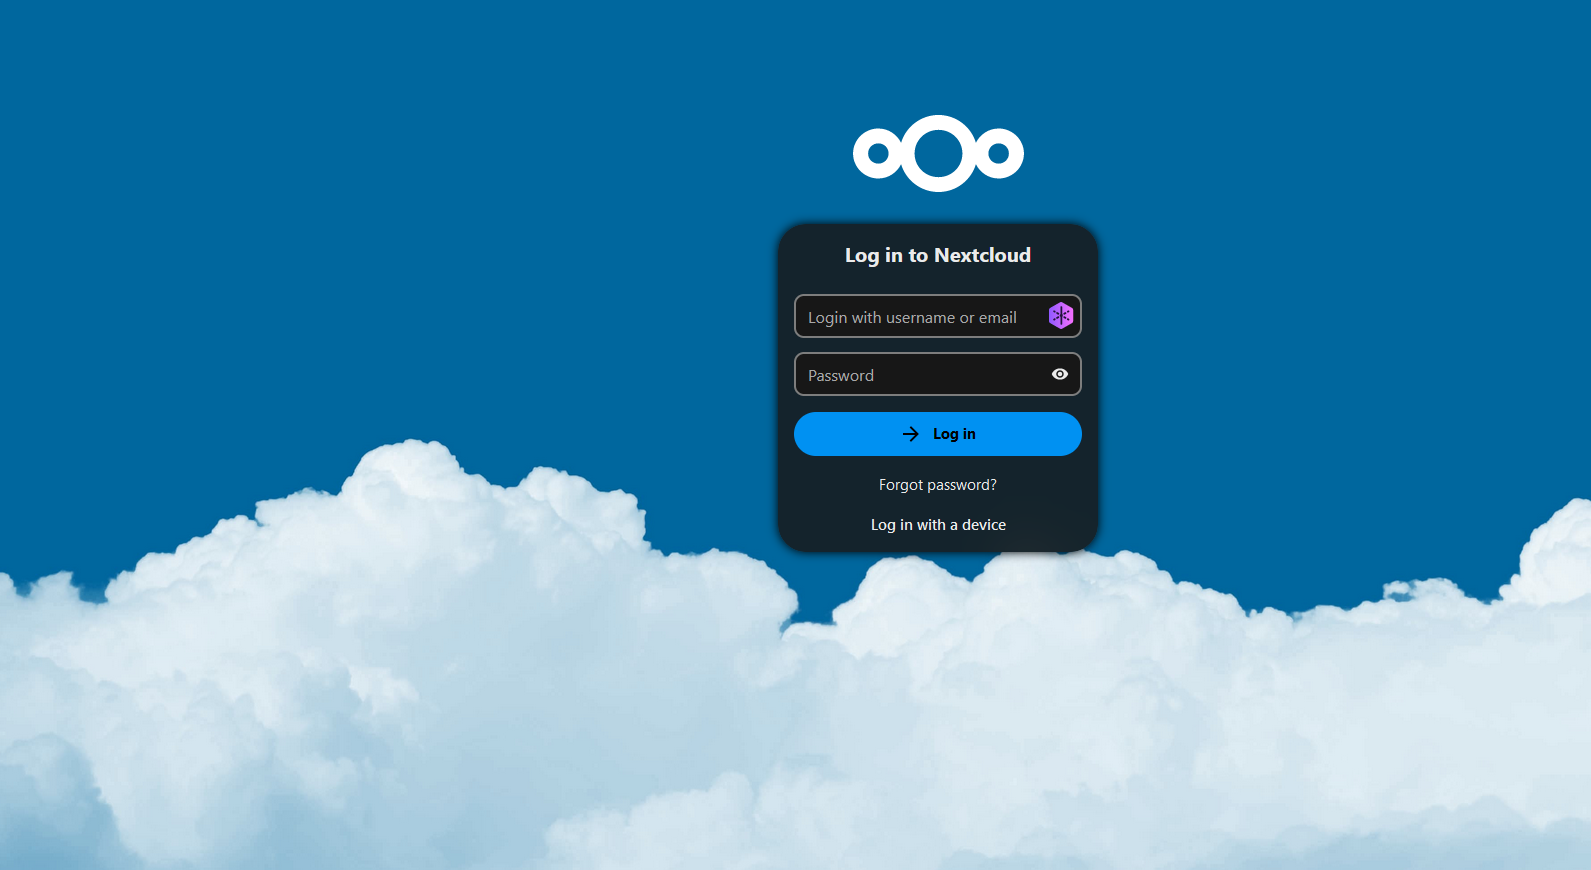 Log in to Nextcloud
Login with username or email
Password
Log in
Forgot password?
Log in with a device